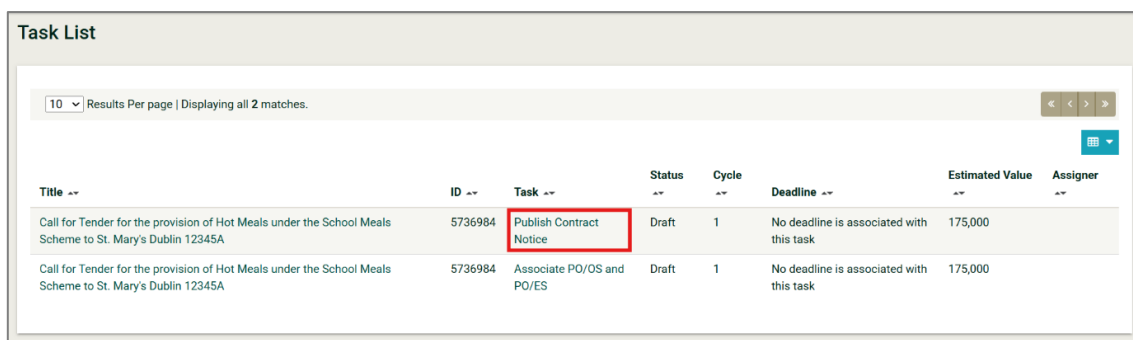 Task List
10 Results Per page | Displaying all 2 matches.
« < > »
Title ID Task Status Cycle Deadline Estimated Value Assigner
Call for Tender for the provision of Hot Meals under the School Meals 5736984 Publish Contract Draft 1 No deadline is associated with 175,000
Scheme to St. Mary's Dublin 12345A Notice this task
Call for Tender for the provision of Hot Meals under the School Meals 5736984 Associate PO/OS and Draft 1 No deadline is associated with 175,000
Scheme to St. Mary's Dublin 12345A PO/ES this task